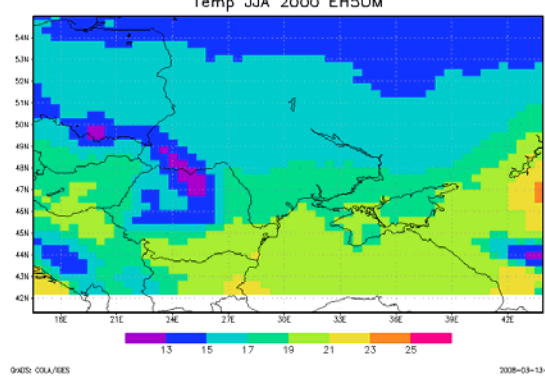 Temp JJA 2000 EH5OM
54N
53N
52N
51N
50N
49N
48N
47N
46N
45N
44N
43N
42N
18E 21E 24E 27E 30E 33E 36E 39E 42E
13 15 17 19 21 23 25
GrADS: COLA/IGES 2008-03-13-